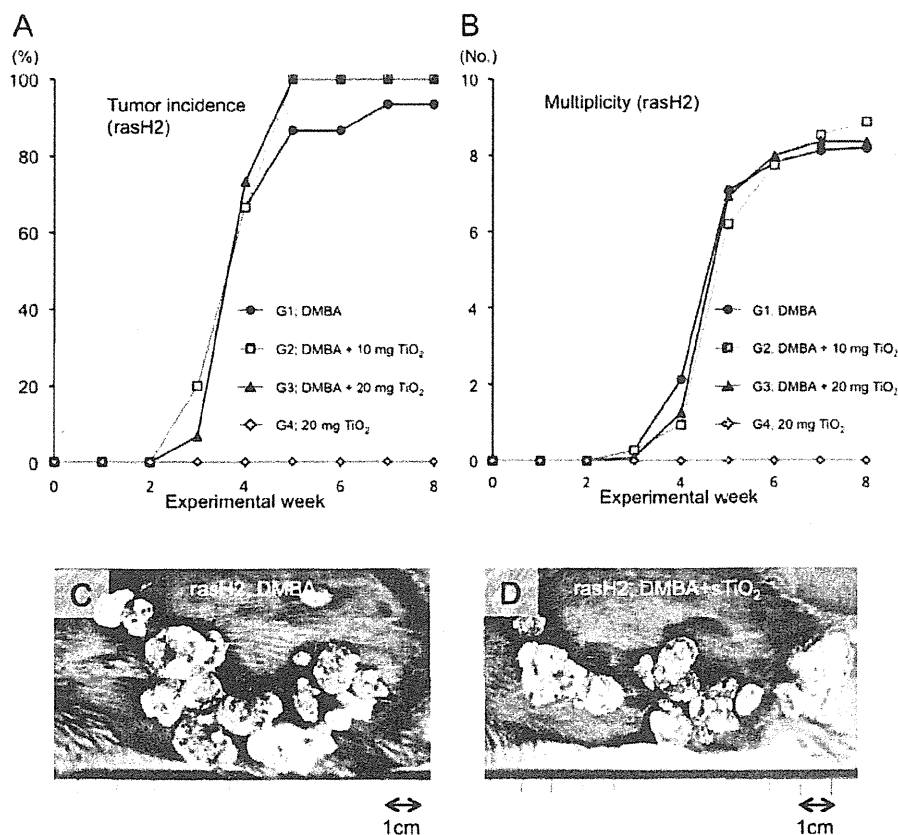 A
(%)
100
80
60
40
20
0
Tumor incidence
(rasH2)
G1; DMBA
G2; DMBA + 10 mg TiO₂
G3; DMBA + 20 mg TiO₂
G4; 20 mg TiO₂
0 2 4 6 8
Experimental week
B
(No.)
10
8
6
4
2
0
Multiplicity (rasH2)
G1. DMBA
G2. DMBA + 10 mg TiO₂
G3. DMBA + 20 mg TiO₂
G4. 20 mg TiO₂
0 2 4 6 8
Experimental week
C
rasH2, DMBA
1cm
D
rasH2, DMBA+sTiO₂
1cm